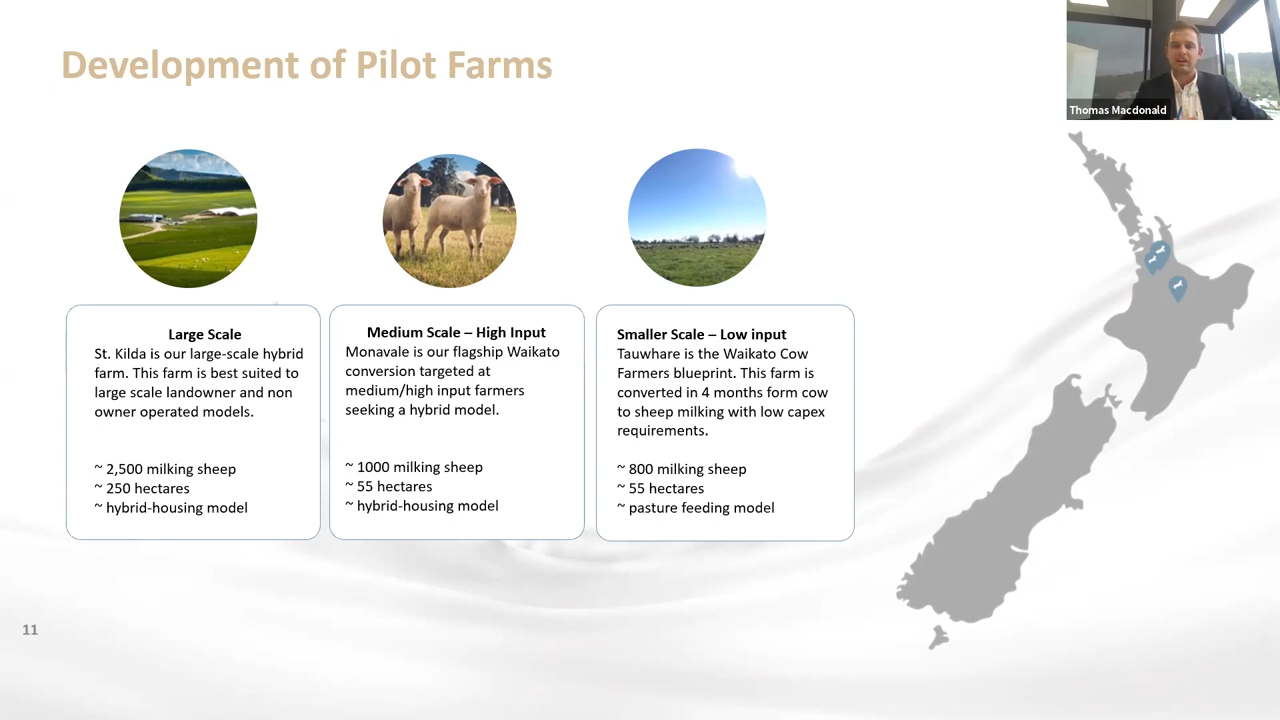 Development of Pilot Farms
Thomas Macdonald
Large Scale
St. Kilda is our large-scale hybrid
farm. This farm is best suited to
large scale landowner and non
owner operated models.
~ 2,500 milking sheep
~ 250 hectares
~ hybrid-housing model
Medium Scale – High Input
Monavale is our flagship Waikato
conversion targeted at
medium/high input farmers
seeking a hybrid model.
~ 1000 milking sheep
~ 55 hectares
~ hybrid-housing model
Smaller Scale – Low input
Tauwhare is the Waikato Cow
Farmers blueprint. This farm is
converted in 4 months form cow
to sheep milking with low capex
requirements.
~ 800 milking sheep
~ 55 hectares
~ pasture feeding model
11